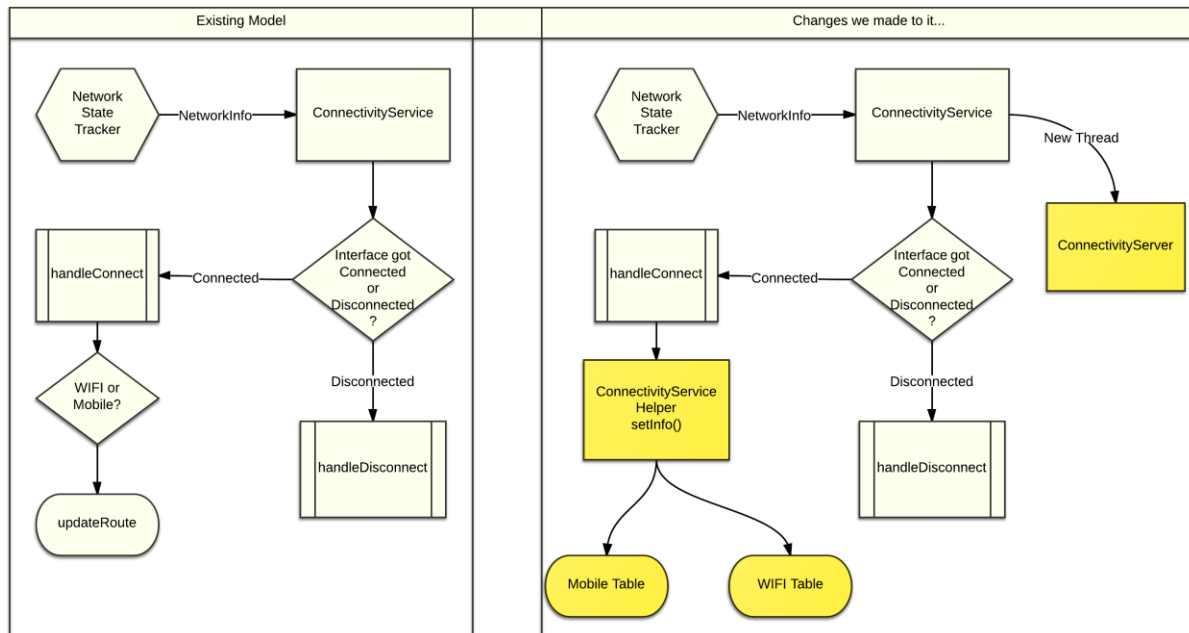 Existing Model
Network
State
Tracker
NetworkInfo
ConnectivityService
Interface got
Connected
or
Disconnected
?
Connected
handleConnect
WIFI or
Mobile?
updateRoute
Disconnected
handleDisconnect
Changes we made to it...
Network
State
Tracker
NetworkInfo
ConnectivityService
New Thread
ConnectivityServer
Interface got
Connected
or
Disconnected
?
Connected
handleConnect
ConnectivityService
Helper
setInfo()
Mobile Table
WIFI Table
Disconnected
handleDisconnect